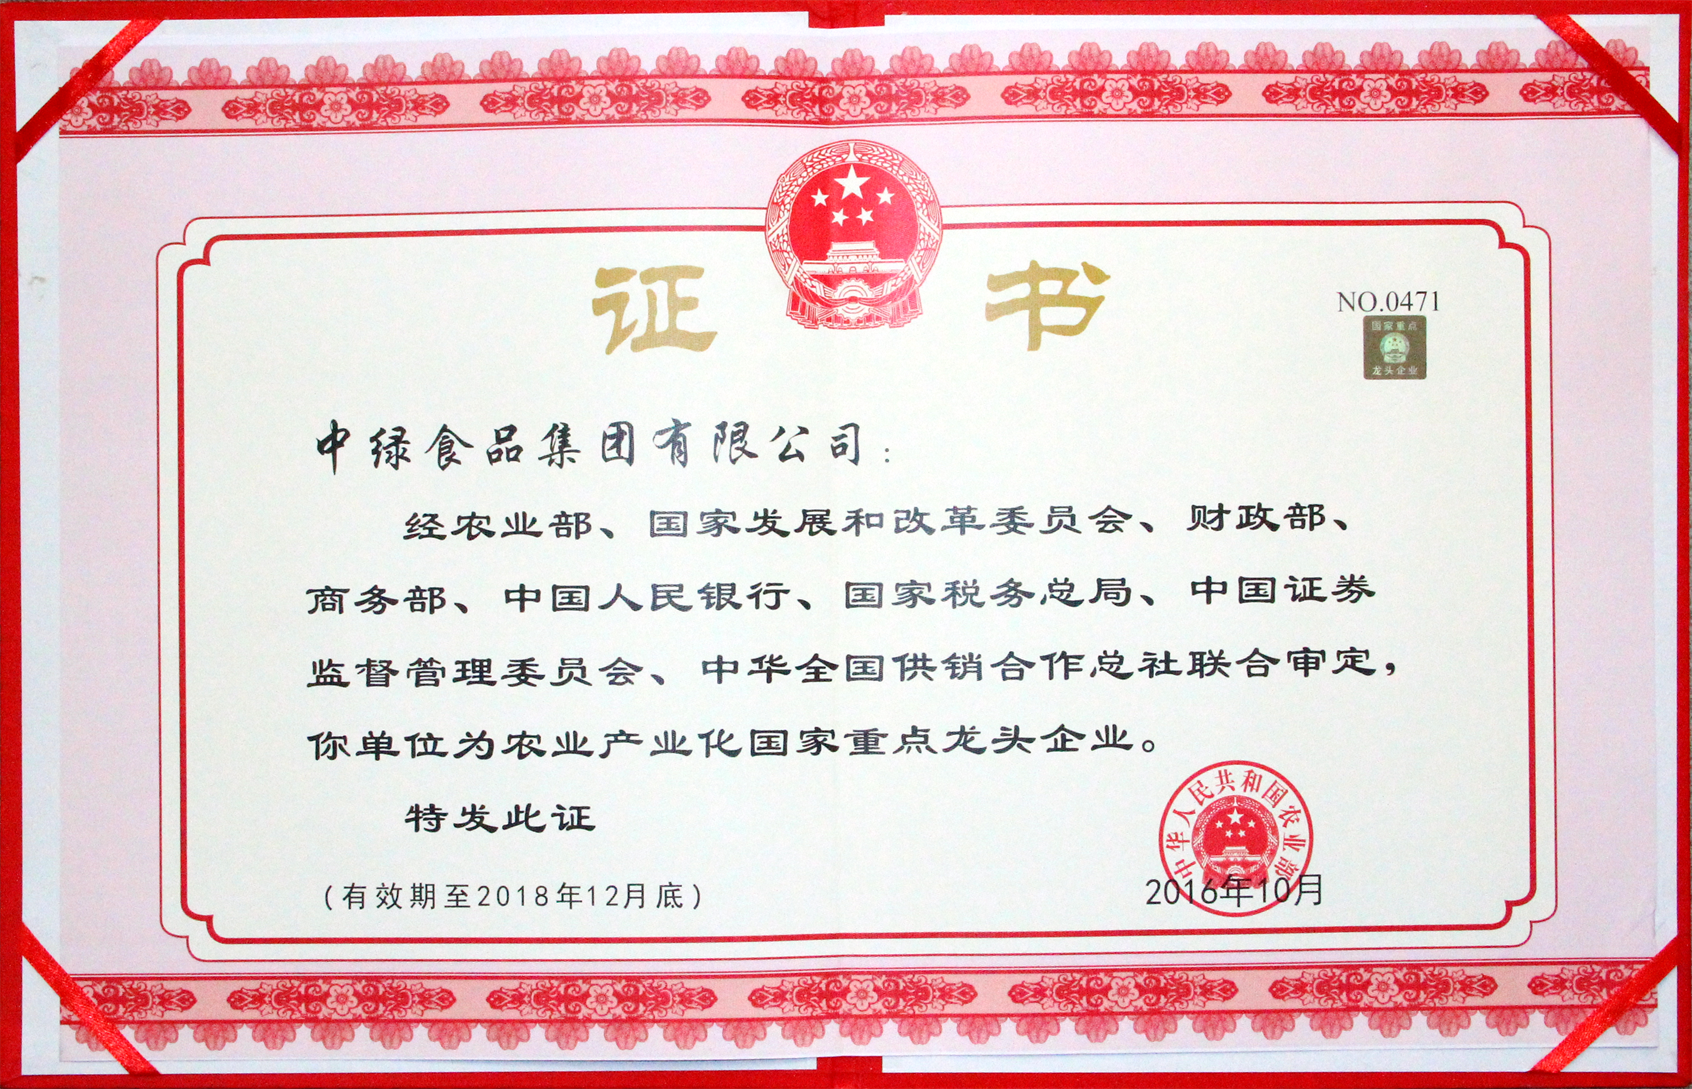 证书
NO.0471
国家重点
龙头企业
中绿食品集团有限公司：
经农业部、国家发展和改革委员会、财政部、
商务部、中国人民银行、国家税务总局、中国证券
监督管理委员会、中华全国供销合作总社联合审定，
你单位为农业产业化国家重点龙头企业。
特发此证
中华人民共和国农业部
（有效期至2018年12月底）
2016年10月